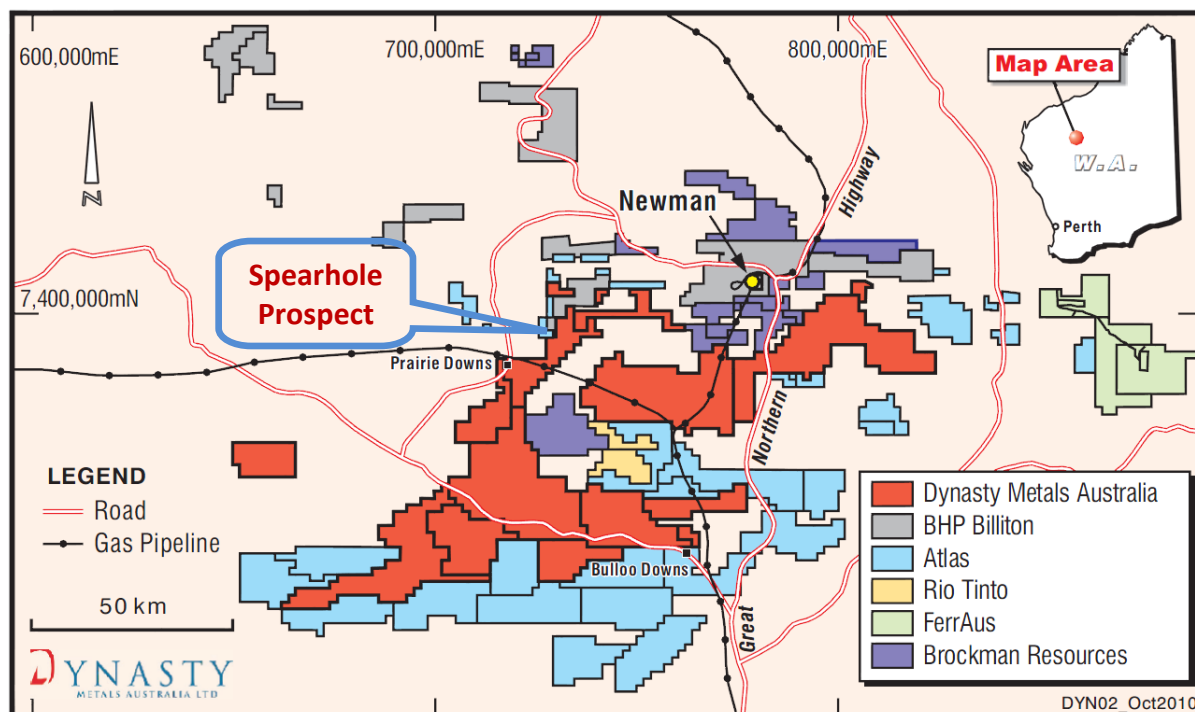 600,000mE
700,000mE
800,000mE
Map Area
W.A.
Perth
N
Newman
Highway
Spearhole
Prospect
7,400,000mN
Prairie Downs
Northern
LEGEND
Road
Gas Pipeline
50 km
Bulloo Downs
Great
Dynasty Metals Australia
BHP Billiton
Atlas
Rio Tinto
FerrAus
Brockman Resources
DYNASTY
METALS AUSTRALIA LTD
DYN02_Oct2010